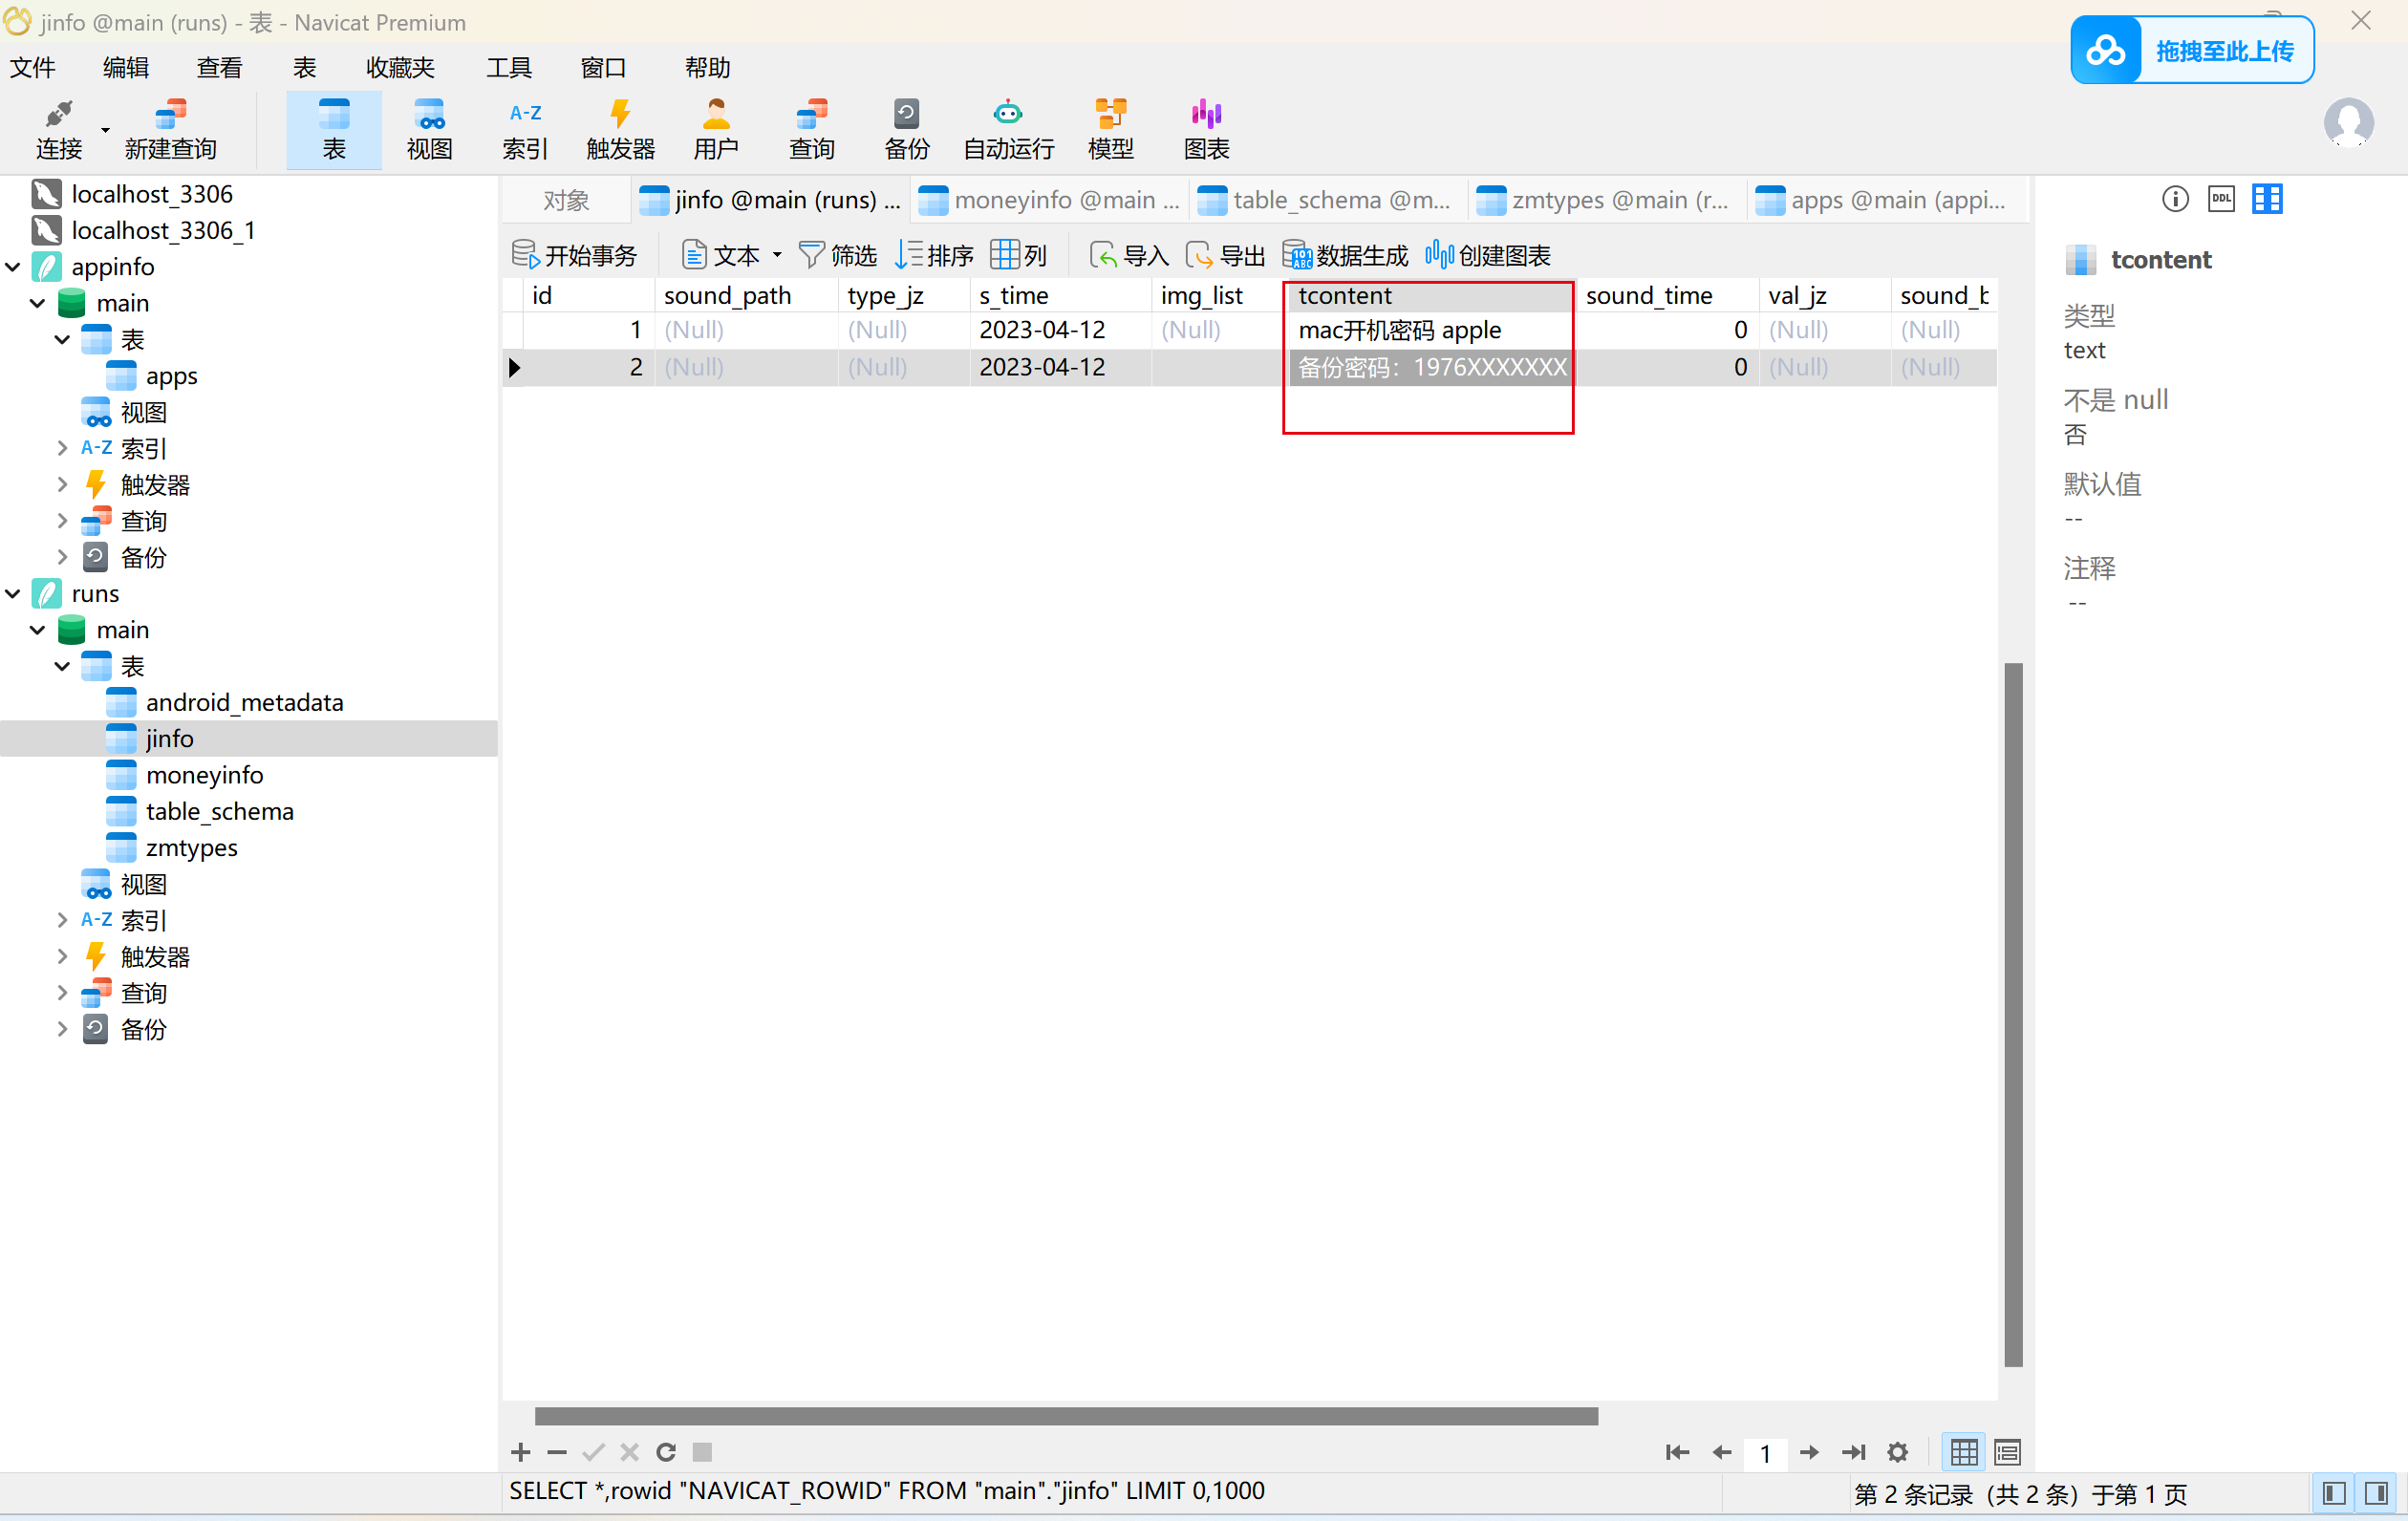 jinfo @main (runs) - 表 - Navicat Premium
拖拽至此上传
文件 编辑 查看 表 收藏夹 工具 窗口 帮助
连接 新建查询 表 视图 A-Z 索引 触发器 用户 查询 备份 自动运行 模型 图表
localhost_3306
localhost_3306_1
appinfo
main
表
apps
视图
A-Z 索引
触发器
查询
备份
runs
main
表
android_metadata
jinfo
moneyinfo
table_schema
zmtypes
视图
A-Z 索引
触发器
查询
备份
对象 jinfo @main (runs) ... moneyinfo @main ... table_schema @m... zmtypes @main (r... apps @main (appi...
开始事务 文本 筛选 排序 列 导入 导出 数据生成 创建图表
id sound_path type_jz s_time img_list tcontent sound_time val_jz sound_b
1 (Null) (Null) 2023-04-12 (Null) mac开机密码 apple 0 (Null) (Null)
2 (Null) (Null) 2023-04-12 备份密码：1976XXXXXXX 0 (Null) (Null)
DDL
tcontent
类型
text
不是 null
否
默认值
--
注释
--
1
SELECT *,rowid "NAVICAT_ROWID" FROM "main"."jinfo" LIMIT 0,1000
第 2 条记录（共 2 条）于第 1 页